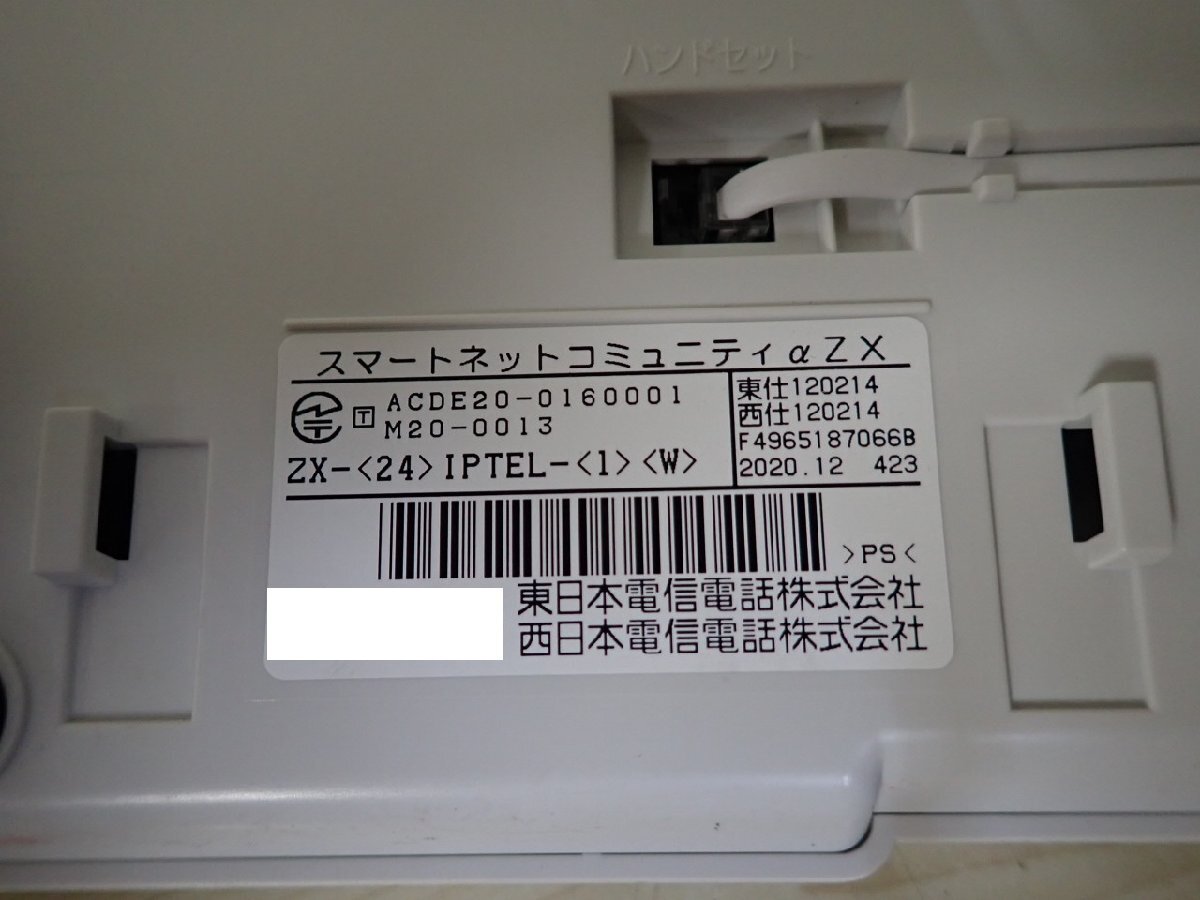 ハンドセット
スマートネットコミュニティαZX
T ACDE20-0160001
M20-0013
ZX-<24>IPTEL-<1><W>
東仕120214
西仕120214
F4965187066B
2020.12 423
>PS<
東日本電信電話株式会社
西日本電信電話株式会社